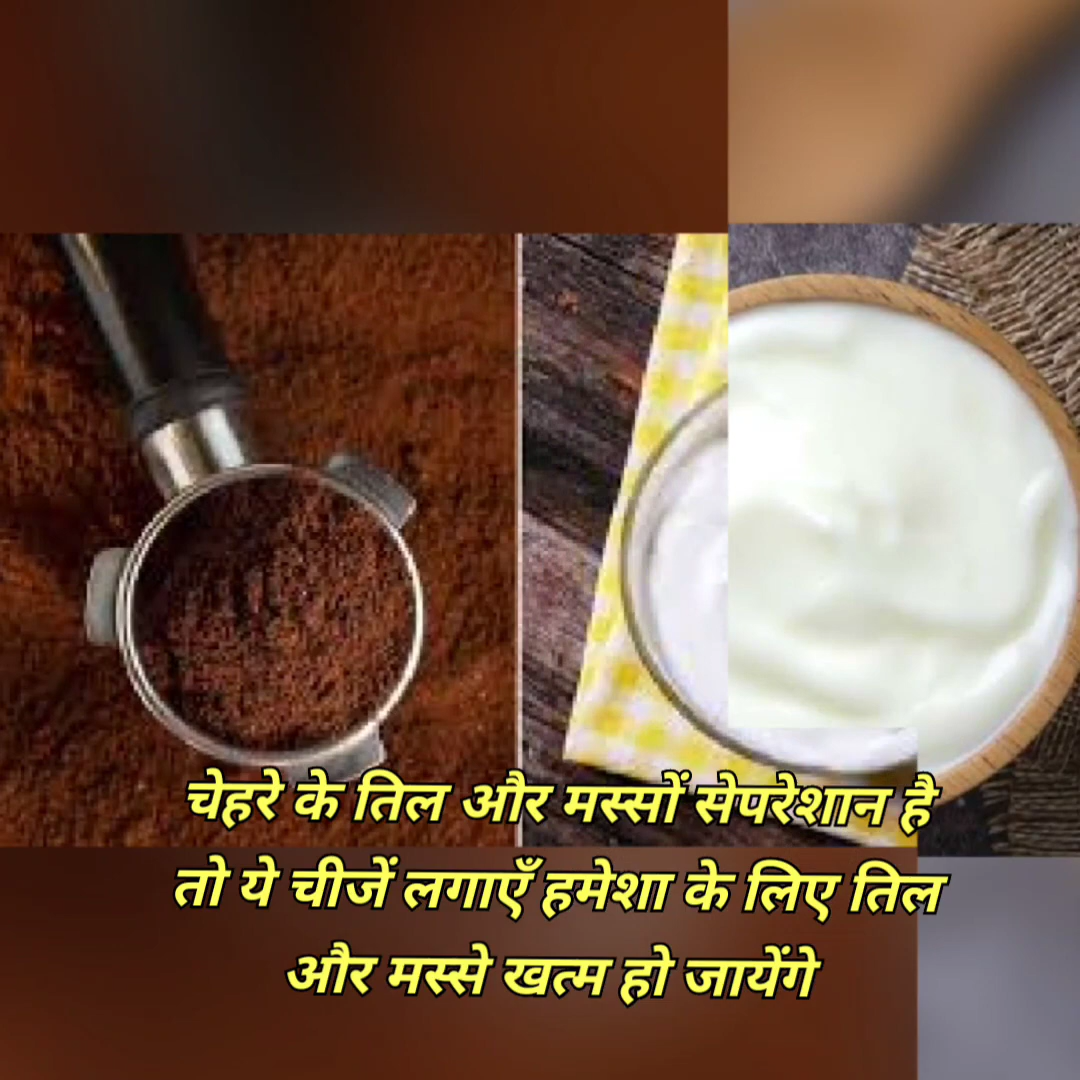 चेहरे के तिल और मस्सों सेपरेशान है
तो ये चीजें लगाएँ हमेशा के लिए तिल
और मस्से खत्म हो जायेंगे